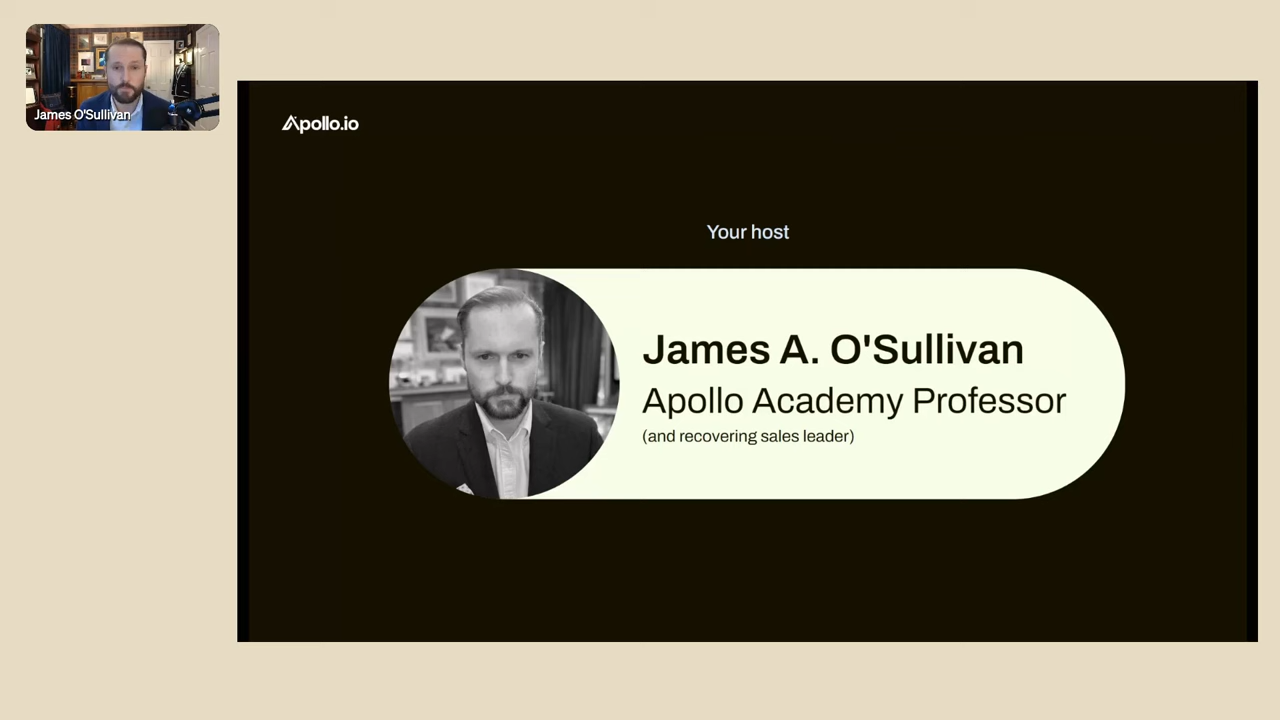 James O'Sullivan
Apollo.io
Your host
James A. O'Sullivan
Apollo Academy Professor
(and recovering sales leader)